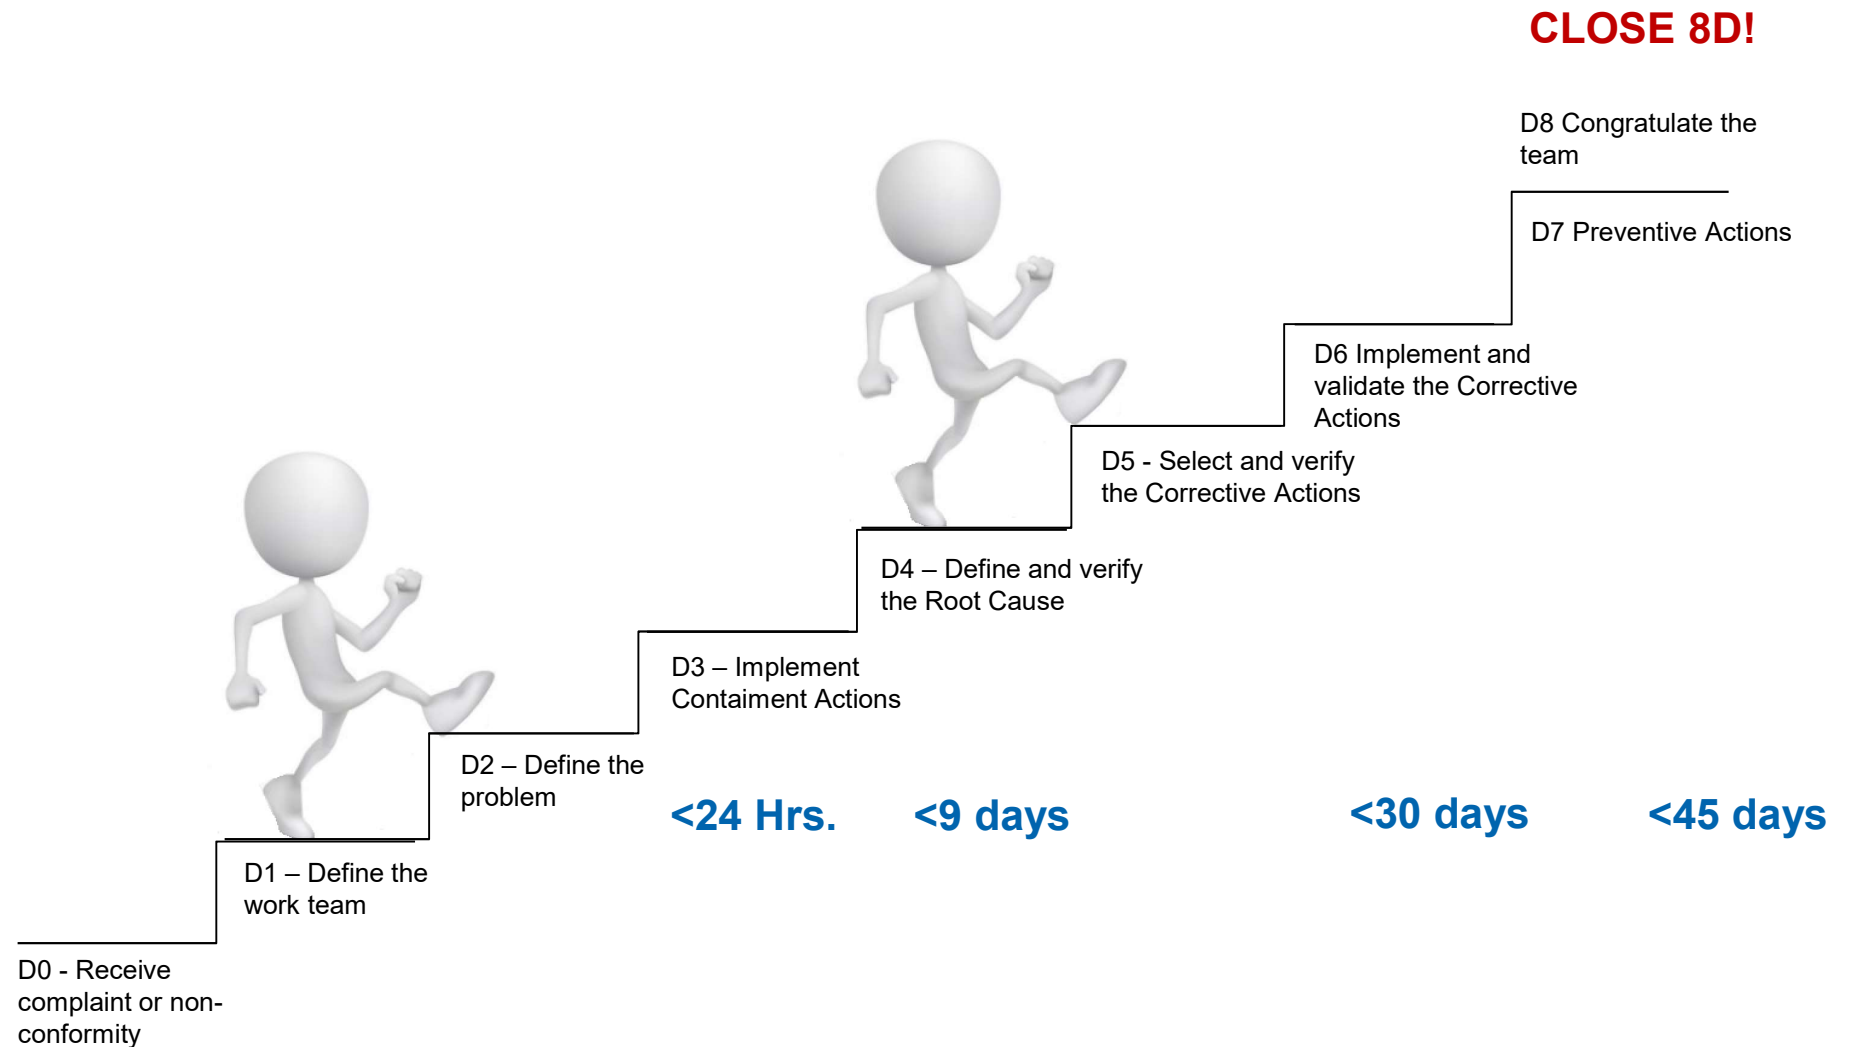 CLOSE 8D!
D8 Congratulate the
team
D7 Preventive Actions
D6 Implement and
validate the Corrective
Actions
D5 - Select and verify
the Corrective Actions
D4 – Define and verify
the Root Cause
D3 – Implement
Contaiment Actions
D2 – Define the
problem
<24 Hrs.
<9 days
<30 days
<45 days
D1 – Define the
work team
D0 - Receive
complaint or non-
conformity